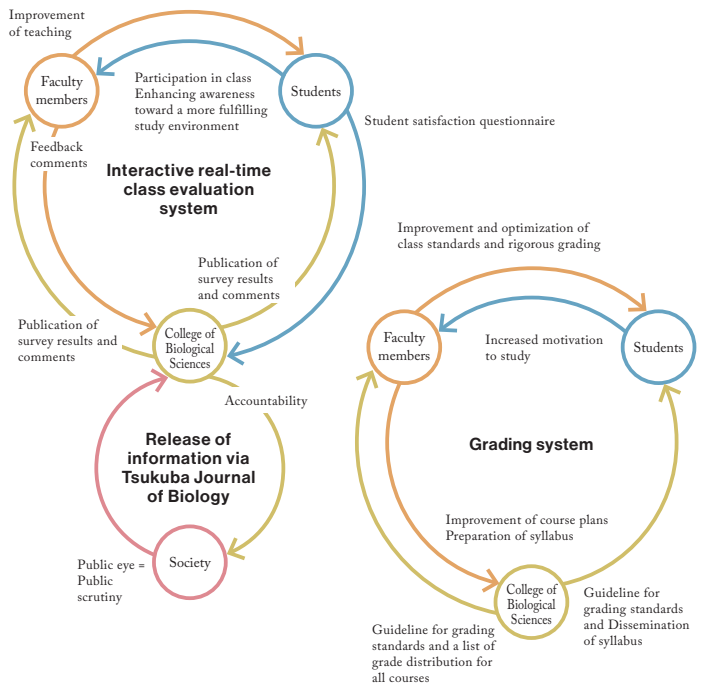 Improvement
of teaching
Faculty
members
Participation in class
Enhancing awareness
toward a more fulfilling
study environment
Students
Student satisfaction questionnaire
Feedback
comments
Interactive real-time
class evaluation
system
Publication of
survey results
and comments
Publication of
survey results and
comments
College of
Biological
Sciences
Accountability
Release of
information via
Tsukuba Journal
of Biology
Public eye =
Public
scrutiny
Society
Improvement and optimization of
class standards and rigorous grading
Faculty
members
Increased motivation
to study
Students
Grading system
Improvement of course plans
Preparation of syllabus
College of
Biological
Sciences
Guideline for
grading standards
and Dissemination
of syllabus
Guideline for grading
standards and a list of
grade distribution for
all courses